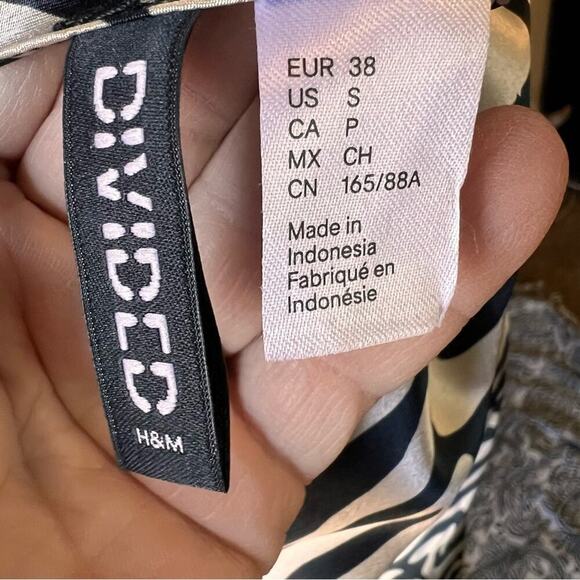 DIVIDED
H&M
EUR 38
US S
CA P
MX CH
CN 165/88A
Made in
Indonesia
Fabriqué en
Indonésie